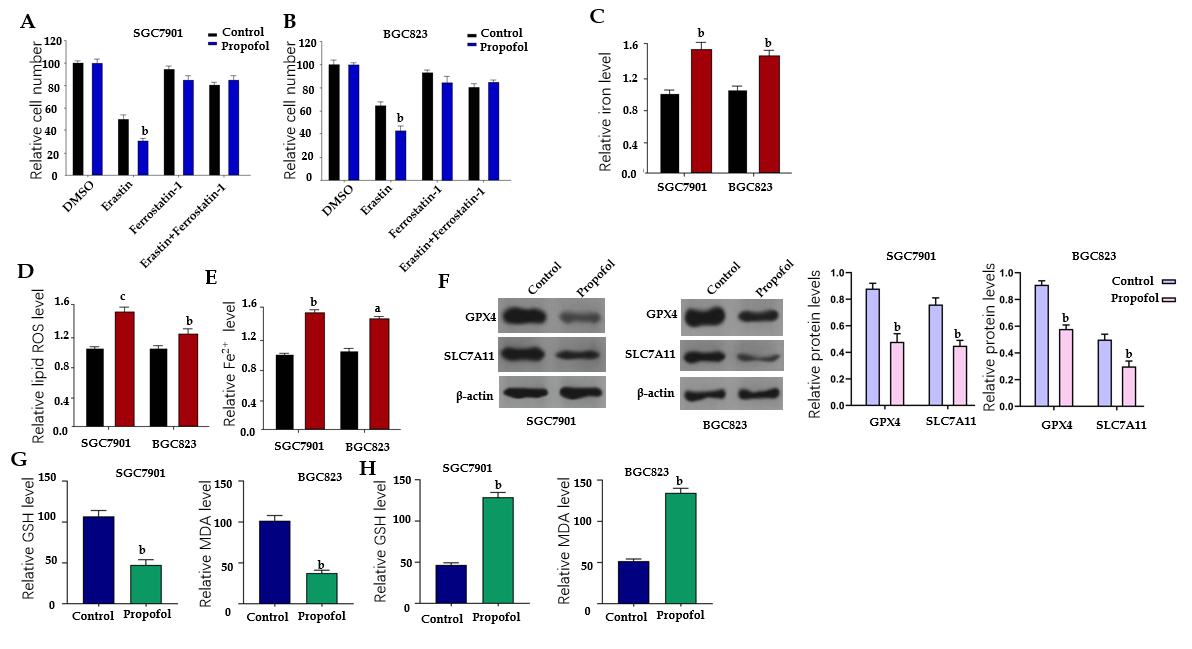 A
SGC7901
Control
Propofol
Relative cell number
120
100
80
60
40
20
0
b
DMSO
Erastin
Ferrostatin-1
Erastin+Ferrostatin-1
B
BGC823
Control
Propofol
Relative cell number
120
100
80
60
40
20
0
b
DMSO
Erastin
Ferrostatin-1
Erastin+Ferrostatin-1
C
Relative iron level
1.6
1.2
0.8
0.4
0.0
b
b
SGC7901
BGC823
D
Relative lipid ROS level
1.6
1.2
0.8
0.4
0.0
c
b
SGC7901
BGC823
E
Relative Fe²⁺ level
1.6
1.2
0.8
0.4
0.0
b
a
SGC7901
BGC823
F
Control
Propofol
GPX4
SLC7A11
β-actin
SGC7901
Control
Propofol
GPX4
SLC7A11
β-actin
BGC823
SGC7901
Relative protein levels
1.0
0.8
0.6
0.4
0.2
0.0
b
b
GPX4
SLC7A11
BGC823
Control
Propofol
Relative protein levels
1.0
0.8
0.6
0.4
0.2
0.0
b
b
GPX4
SLC7A11
G
SGC7901
Relative GSH level
150
100
50
0
b
Control
Propofol
BGC823
Relative MDA level
150
100
50
0
b
Control
Propofol
H
SGC7901
Relative GSH level
150
100
50
0
b
Control
Propofol
BGC823
Relative MDA level
150
100
50
0
b
Control
Propofol